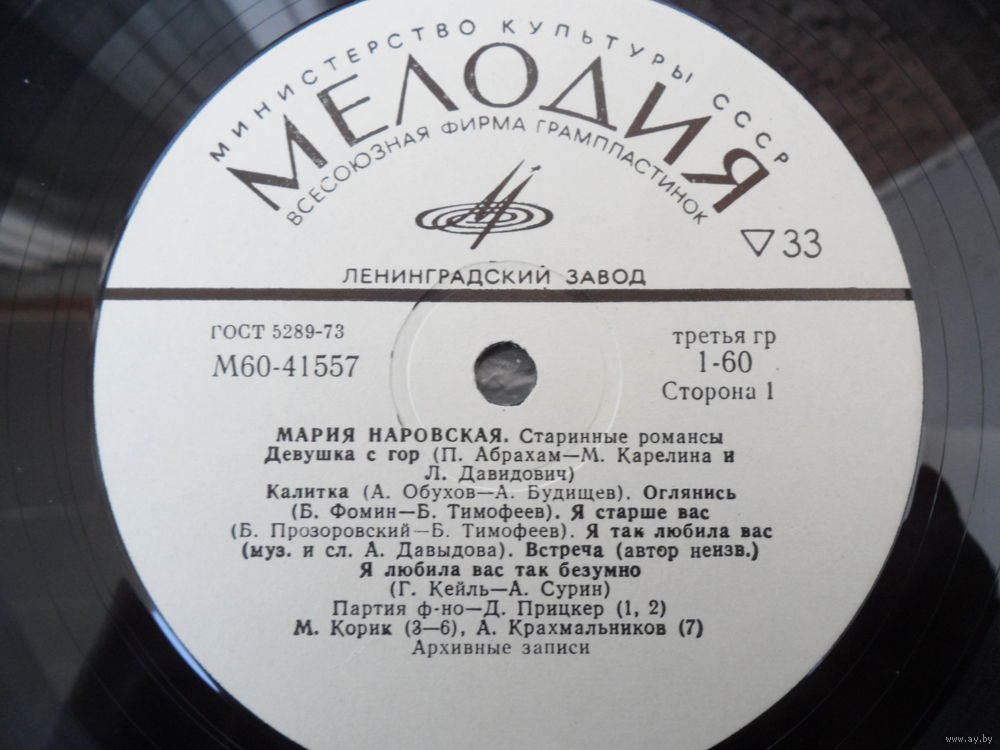 МИНИСТЕРСТВО КУЛЬТУРЫ СССР
МЕЛОДИЯ
ВСЕСОЮЗНАЯ ФИРМА ГРАМПЛАСТИНОК
▽33
ЛЕНИНГРАДСКИЙ ЗАВОД
ГОСТ 5289-73
М60-41557
третья гр
1-60
Сторона 1
МАРИЯ НАРОВСКАЯ. Старинные романсы
Девушка с гор (П. Абрахам—М. Карелина и
Л. Давидович)
Калитка (А. Обухов—А. Будищев). Оглянись
(Б. Фомин—Б. Тимофеев). Я старше вас
(Б. Прозоровский—Б. Тимофеев). Я так любила вас
(муз. и сл. А. Давыдова). Встреча (автор неизв.)
Я любила вас так безумно
(Г. Кейль—А. Сурин)
Партия ф-но—Д. Прицкер (1, 2)
М. Корик (3—6), А. Крахмальников (7)
Архивные записи
www.ay.by